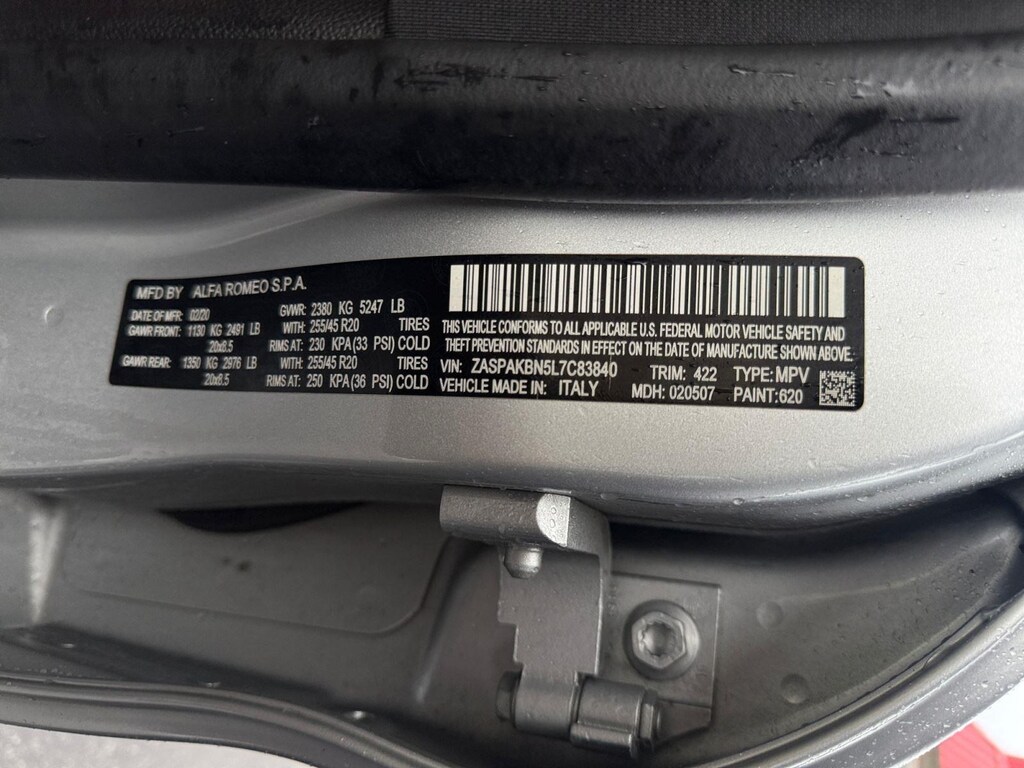 MFD BY ALFA ROMEO S.P.A.
DATE OF MFR: 02/20 GVWR: 2380 KG 5247 LB
GAWR FRONT: 1130 KG 2491 LB WITH: 255/45 R20 TIRES
20x8.5 RIMS AT: 230 KPA(33 PSI) COLD
GAWR REAR: 1350 KG 2976 LB WITH: 255/45 R20 TIRES
20x8.5 RIMS AT: 250 KPA(36 PSI) COLD
THIS VEHICLE CONFORMS TO ALL APPLICABLE U.S. FEDERAL MOTOR VEHICLE SAFETY AND
THEFT PREVENTION STANDARDS IN EFFECT ON THE DATE OF MANUFACTURE SHOWN ABOVE.
VIN: ZASPAKBN5L7C83840 TRIM: 422 TYPE: MPV
VEHICLE MADE IN: ITALY MDH: 020507 PAINT:620